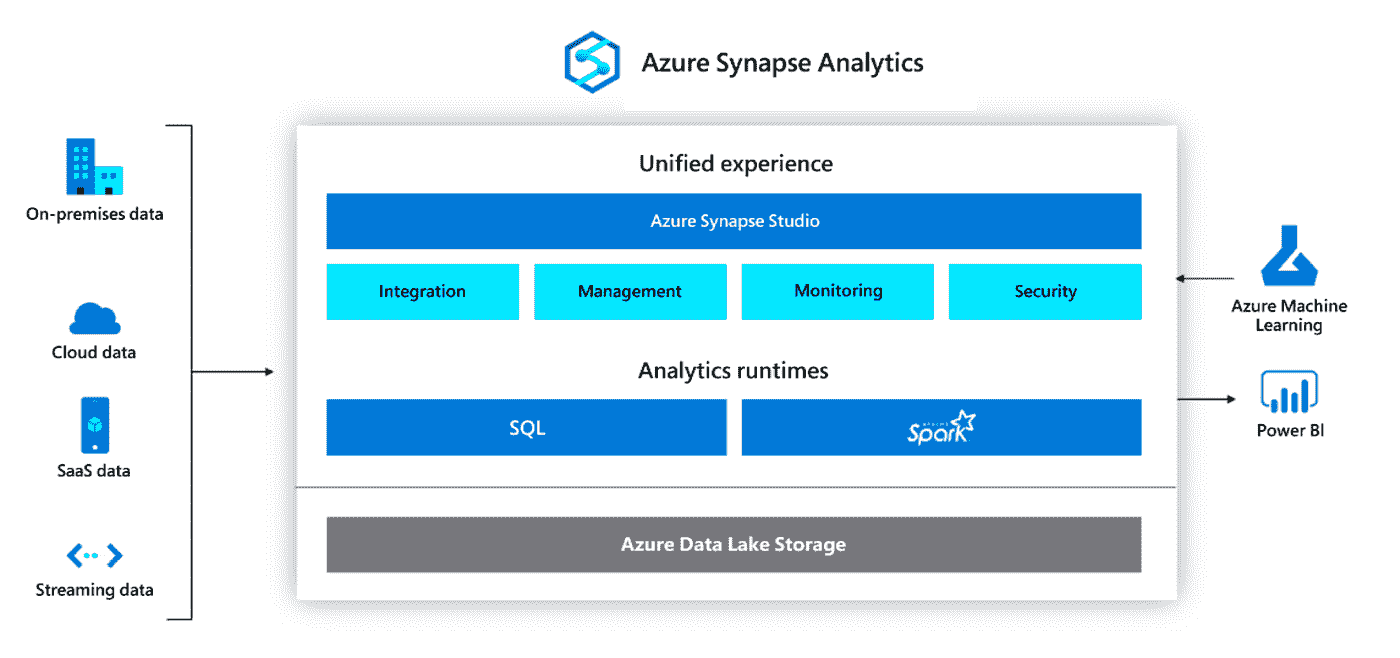 Azure Synapse Analytics
On-premises data
Cloud data
SaaS data
Streaming data
Unified experience
Azure Synapse Studio
Integration
Management
Monitoring
Security
Analytics runtimes
SQL
APACHE
Spark
Azure Data Lake Storage
Azure Machine
Learning
Power BI